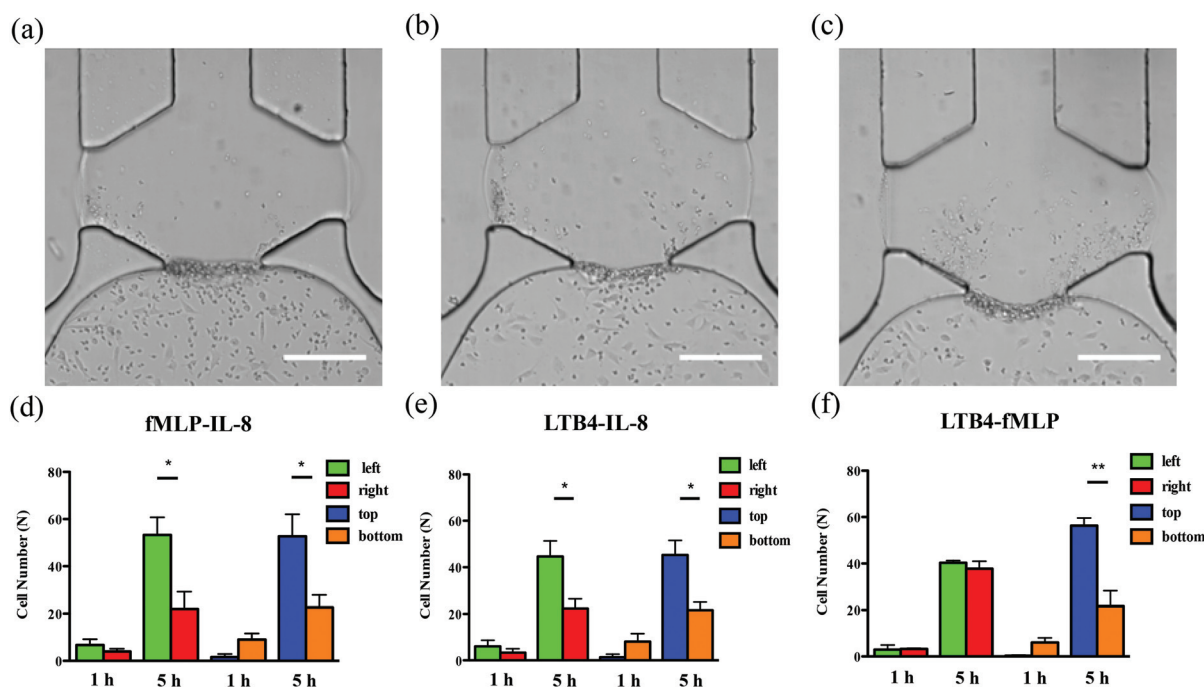 (a)
(b)
(c)
(d)
fMLP-IL-8
80
60
40
20
0
Cell Number (N)
*
*
left
right
top
bottom
1 h
5 h
1 h
5 h
(e)
LTB4-IL-8
80
60
40
20
0
Cell Number (N)
*
*
left
right
top
bottom
1 h
5 h
1 h
5 h
(f)
LTB4-fMLP
80
60
40
20
0
Cell Number (N)
**
left
right
top
bottom
1 h
5 h
1 h
5 h